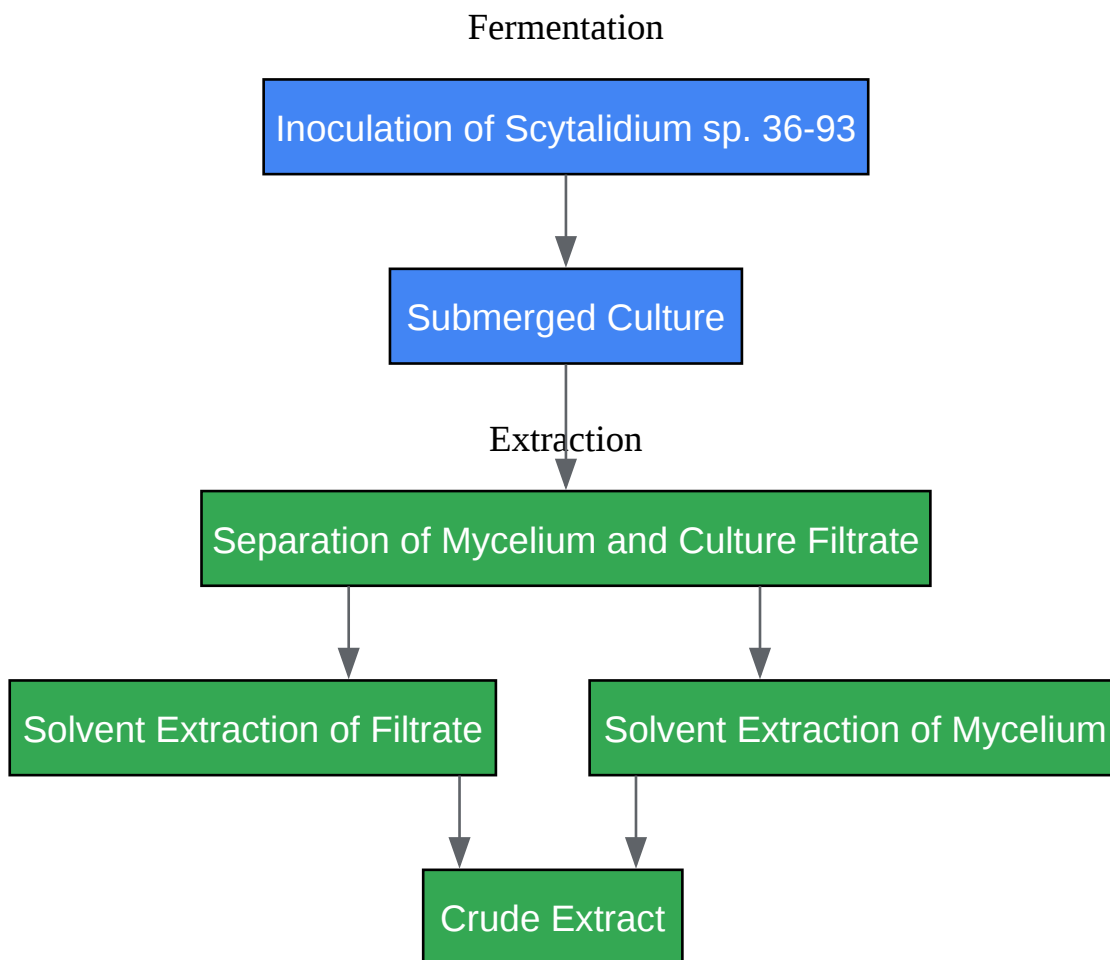 Fermentation
Inoculation of Scytalidium sp. 36-93
Submerged Culture
Extraction
Separation of Mycelium and Culture Filtrate
Solvent Extraction of Filtrate
Solvent Extraction of Mycelium
Crude Extract